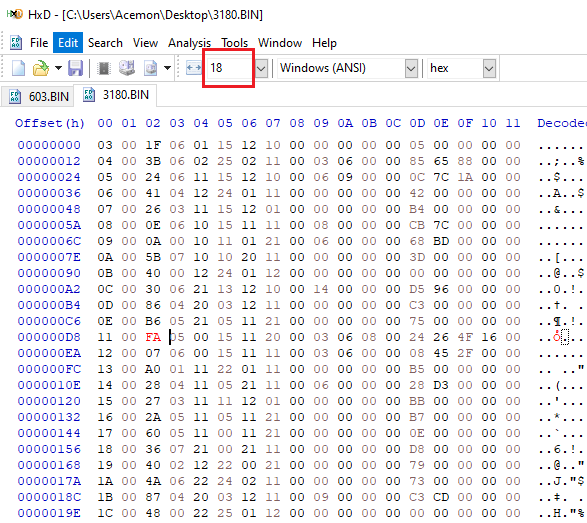 HxD - [C:\Users\Acemon\Desktop\3180.BIN]
File Edit Search View Analysis Tools Window Help
18 Windows (ANSI) hex
603.BIN 3180.BIN
Offset(h) 00 01 02 03 04 05 06 07 08 09 0A 0B 0C 0D 0E 0F 10 11 Decoded
00000000 03 00 1F 06 01 15 12 10 00 00 00 00 00 05 00 00 00 00 ......
00000012 04 00 3B 06 02 25 02 11 00 03 06 00 00 85 65 88 00 00 ..;..%
00000024 05 00 24 06 11 15 12 10 00 06 09 00 00 0C 7C 1A 00 00 ..$...
00000036 06 00 41 04 12 24 01 11 00 00 00 00 00 42 00 00 00 00 ..A..$
00000048 07 00 26 03 11 15 12 01 00 00 00 00 00 B4 00 00 00 00 ..&...
0000005A 08 00 0E 06 10 15 11 11 00 08 00 00 00 CB 7C 00 00 00 ......
0000006C 09 00 0A 00 10 11 01 21 00 06 00 00 00 68 BD 00 00 00
0000007E 0A 00 5B 07 10 10 20 11 00 00 00 00 00 3D 00 00 00 00 ..[...
00000090 0B 00 40 00 12 24 01 12 00 00 00 00 00 00 00 00 00 00 ..@..$
000000A2 0C 00 30 06 21 13 12 10 00 14 00 00 00 D5 96 00 00 00 ..0.!.
000000B4 0D 00 86 04 20 03 12 11 00 00 00 00 00 C3 00 00 00 00 ..†. .
000000C6 0E 00 B6 05 21 05 11 21 00 00 00 00 00 75 00 00 00 00 ..¶.!.
000000D8 11 00 FA 05 00 15 11 20 00 06 08 00 00 24 26 4F 16 00 ..ú...
000000EA 12 00 07 06 00 15 11 11 00 03 06 00 08 45 2F 00 00 00 ......
000000FC 13 00 A0 01 11 22 01 11 00 00 00 00 00 B5 00 00 00 00 .. .."
0000010E 14 00 28 04 11 05 21 11 00 06 00 00 00 28 D3 00 00 00 ..(...
00000120 15 00 27 03 11 11 12 01 00 00 00 00 00 BB 00 00 00 00 ..'...
00000132 16 00 2A 05 11 05 11 21 00 00 00 00 00 B7 00 00 00 00 ..*...
00000144 17 00 60 05 11 00 11 21 00 00 00 00 00 0E 00 00 00 00 ..`...
00000156 18 00 36 07 21 00 21 11 00 00 00 00 00 D8 00 00 00 00 ..6.!.
00000168 19 00 40 02 12 22 00 21 00 00 00 00 00 79 00 00 00 00 ..@.."
0000017A 1A 00 4A 06 22 24 02 11 00 00 00 00 00 73 00 00 00 00 ..J."$
0000018C 1B 00 87 04 20 03 12 11 00 09 00 00 00 C3 CD 00 00 00 ..‡. .
0000019E 1C 00 48 00 22 25 01 12 00 00 00 00 00 00 00 00 00 00 ..H."%